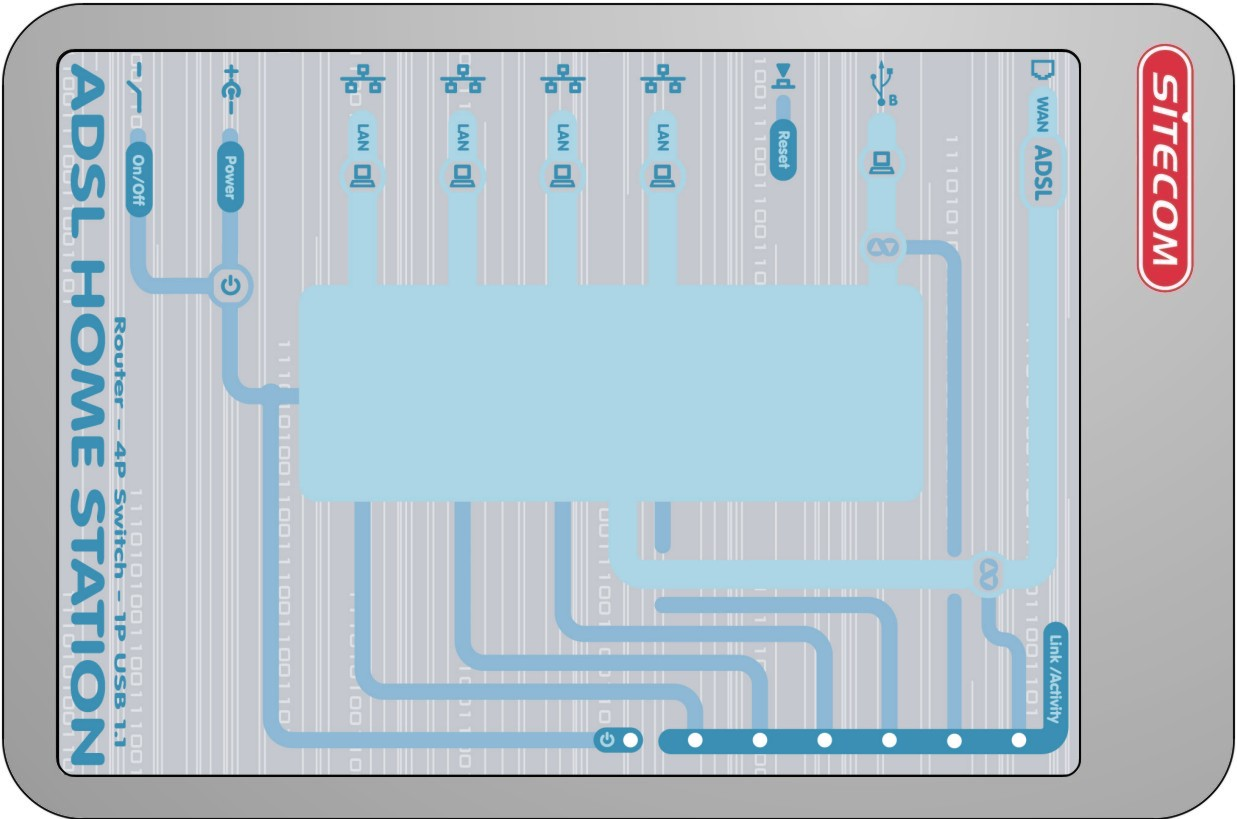 SITECOM
WAN ADSL
Link /Activity
B
Reset
LAN
LAN
LAN
LAN
Power
On/Off
Router - 4P Switch - 1P USB 1.1
ADSL HOME STATION